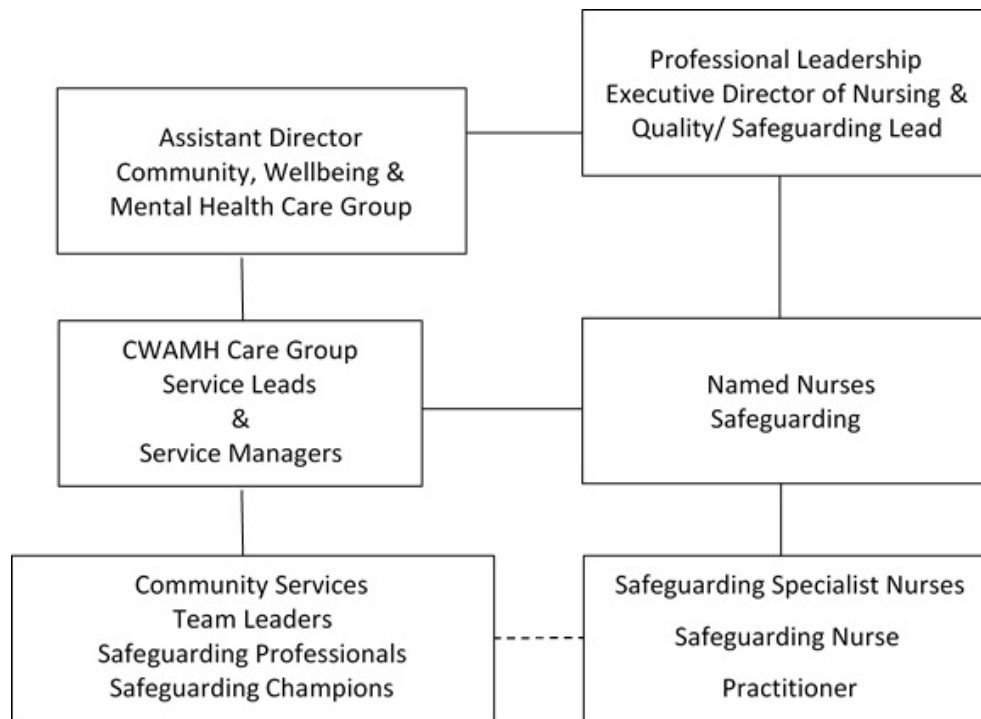 Professional Leadership
Executive Director of Nursing &
Quality/ Safeguarding Lead
Assistant Director
Community, Wellbeing &
Mental Health Care Group
CWAMH Care Group
Service Leads
&
Service Managers
Named Nurses
Safeguarding
Community Services
Team Leaders
Safeguarding Professionals
Safeguarding Champions
Safeguarding Specialist Nurses
Safeguarding Nurse
Practitioner